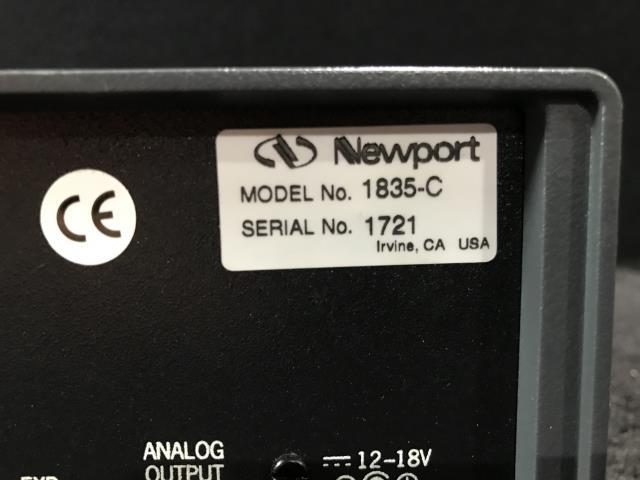 Newport
MODEL No. 1835-C
SERIAL No. 1721
Irvine, CA USA
CE
ANALOG
OUTPUT
12-18V